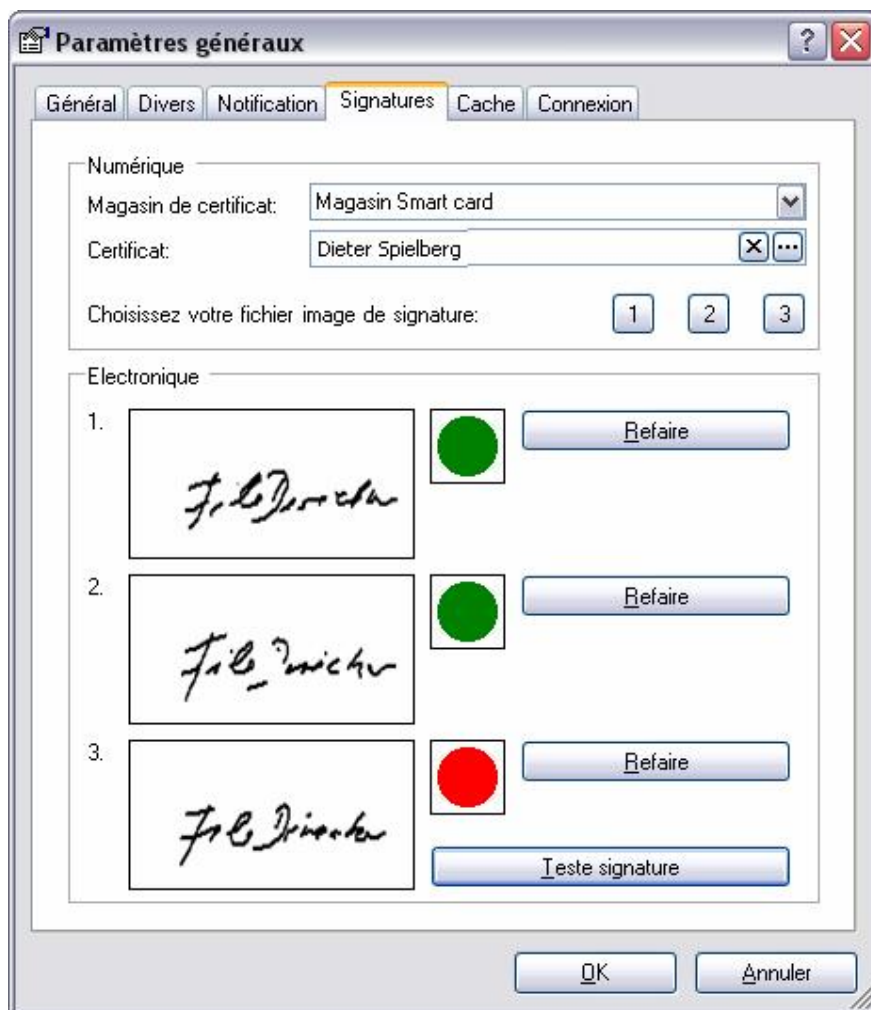 Paramètres généraux
Général Divers Notification Signatures Cache Connexion
Numérique
Magasin de certificat: Magasin Smart card
Certificat: Dieter Spielberg
Choisissez votre fichier image de signature: 1 2 3
Electronique
1. Refaire
2. Refaire
3. Refaire
Teste signature
OK Annuler